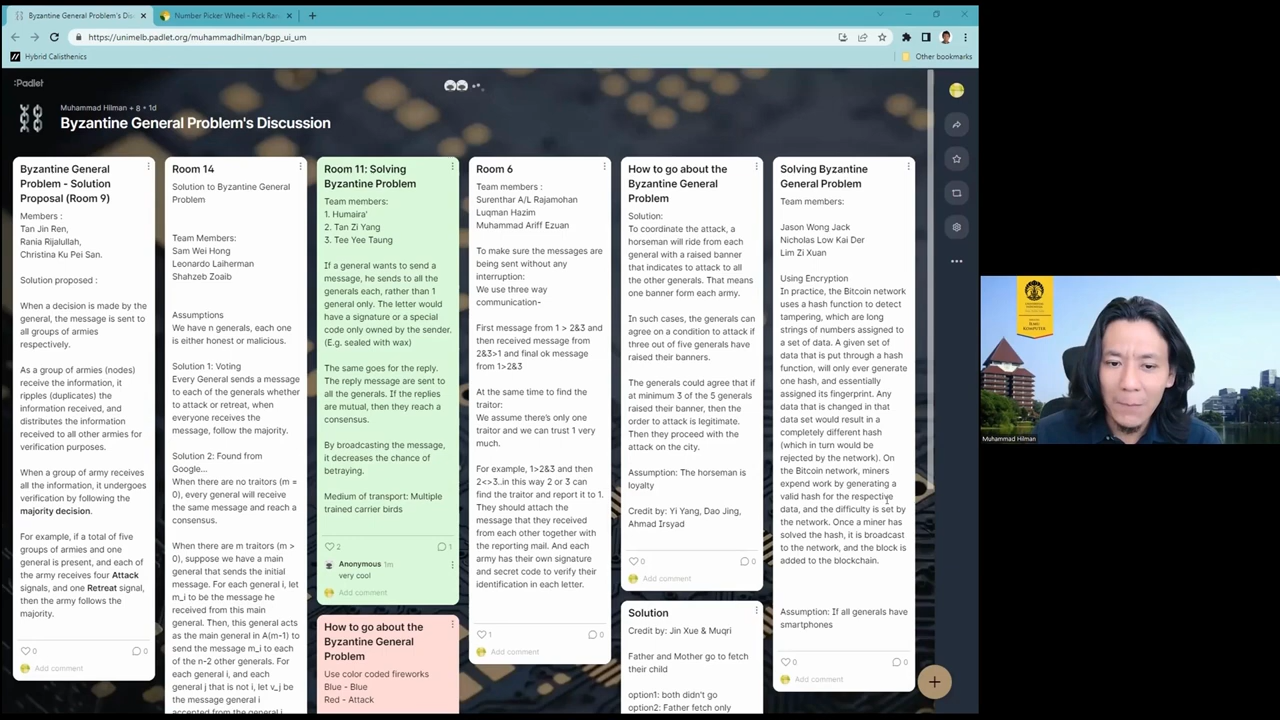 Byzantine General Problem's Dis
Number Picker Wheel - Pick Ran
https://unimelb.padlet.org/muhammadhilman/bgp_ui_um
Hybrid Calisthenics
Other bookmarks
:Padlet
Muhammad Hilman + 8 • 1d
Byzantine General Problem's Discussion
Byzantine General
Problem - Solution
Proposal (Room 9)
Members :
Tan Jin Ren,
Rania Rijalullah,
Christina Ku Pei San.
Solution proposed :
When a decision is made by the
general, the message is sent to
all groups of armies
respectively.
As a group of armies (nodes)
receive the information, it
ripples (duplicates) the
information received, and
distributes the information
received to all other armies for
verification purposes.
When a group of army receives
all the information, it undergoes
verification by following the
majority decision.
For example, if a total of five
groups of armies and one
general is present, and each of
the army receives four Attack
signals, and one Retreat signal,
then the army follows the
majority.
0
0
Add comment
Room 14
Solution to Byzantine General
Problem
Team Members:
Sam Wei Hong
Leonardo Laiherman
Shahzeb Zoaib
Assumptions
We have n generals, each one
is either honest or malicious.
Solution 1: Voting
Every General sends a message
to each of the generals whether
to attack or retreat, when
everyone receives the
message, follow the majority.
Solution 2: Found from
Google...
When there are no traitors (m =
0), every general will receive
the same message and reach a
consensus.
When there are m traitors (m >
0), suppose we have a main
general that sends the initial
message. For each general i, let
m_i to be the message he
received from this main
general. Then, this general acts
as the main general in A(m-1) to
send the message m_i to each
of the n-2 other generals. For
each general i, and each
general j that is not i, let v_j be
the message general i
accepted from the general
Room 11: Solving
Byzantine Problem
Team members:
1. Humaira'
2. Tan Zi Yang
3. Tee Yee Taung
If a general wants to send a
message, he sends to all the
generals each, rather than 1
general only. The letter would
have a signature or a special
code only owned by the sender.
(E.g. sealed with wax)
The same goes for the reply.
The reply message are sent to
all the generals. If the replies
are mutual, then they reach a
consensus.
By broadcasting the message,
it decreases the chance of
betraying.
Medium of transport: Multiple
trained carrier birds
2
1
Anonymous 1m
very cool
Add comment
How to go about the
Byzantine General
Problem
Use color coded fireworks
Blue - Blue
Red - Attack
Room 6
Team members :
Surenthar A/L Rajamohan
Luqman Hazim
Muhammad Ariff Ezuan
To make sure the messages are
being sent without any
interruption:
We use three way
communication-
First message from 1 > 2&3 and
then received message from
2&3>1 and final ok message
from 1>2&3
At the same time to find the
traitor:
We assume there's only one
traitor and we can trust 1 very
much.
For example, 1>2&3 and then
2<>3..in this way 2 or 3 can
find the traitor and report it to 1.
They should attach the
message that they received
from each other together with
the reporting mail. And each
army has their own signature
and secret code to verify their
identification in each letter.
1
0
Add comment
How to go about the
Byzantine General
Problem
Solution:
To coordinate the attack, a
horseman will ride from each
general with a raised banner
that indicates to attack to all
the other generals. That means
one banner form each army.
In such cases, the generals can
agree on a condition to attack if
three out of five generals have
raised their banners.
The generals could agree that if
at minimum 3 of the 5 generals
raised their banner, then the
order to attack is legitimate.
Then they proceed with the
attack on the city.
Assumption: The horseman is
loyalty
Credit by: Yi Yang, Dao Jing,
Ahmad Irsyad
0
0
Add comment
Solution
Credit by: Jin Xue & Muqri
Father and Mother go to fetch
their child
option1: both didn't go
option2: Father fetch only
Solving Byzantine
General Problem
Team members:
Jason Wong Jack
Nicholas Low Kai Der
Lim Zi Xuan
Using Encryption
In practice, the Bitcoin network
uses a hash function to detect
tampering, which are long
strings of numbers assigned to
a set of data. A given set of
data that is put through a hash
function, will only ever generate
one hash, and essentially
assigned its fingerprint. Any
data that is changed in that
data set would result in a
completely different hash
(which in turn would be
rejected by the network). On
the Bitcoin network, miners
expend work by generating a
valid hash for the respective
data, and the difficulty is set by
the network. Once a miner has
solved the hash, it is broadcast
to the network, and the block is
added to the blockchain.
Assumption: If all generals have
smartphones
0
0
Add comment
ILMU
KOMPUTER
Muhammad Hilman